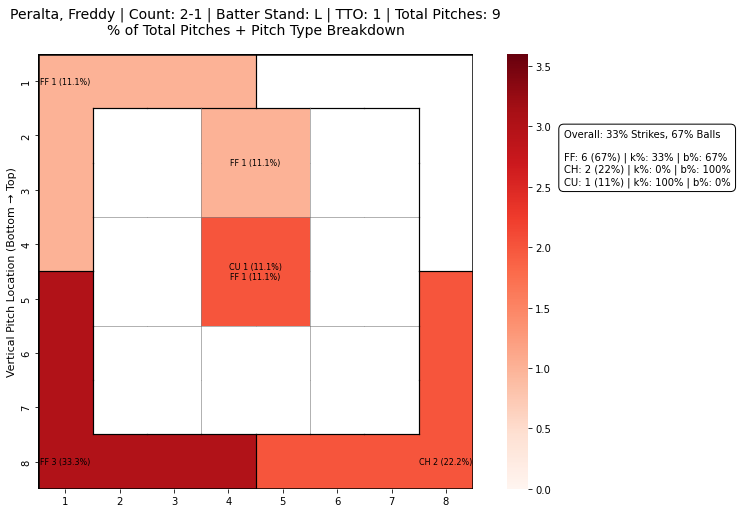 Peralta, Freddy | Count: 2-1 | Batter Stand: L | TTO: 1 | Total Pitches: 9
% of Total Pitches + Pitch Type Breakdown
Vertical Pitch Location (Bottom → Top)
1
2
3
4
5
6
7
8
FF 1 (11.1%)
FF 1 (11.1%)
CU 1 (11.1%)
FF 1 (11.1%)
FF 3 (33.3%)
CH 2 (22.2%)
1
2
3
4
5
6
7
8
3.5
3.0
2.5
2.0
1.5
1.0
0.5
0.0
Overall: 33% Strikes, 67% Balls
FF: 6 (67%) | k%: 33% | b%: 67%
CH: 2 (22%) | k%: 0% | b%: 100%
CU: 1 (11%) | k%: 100% | b%: 0%